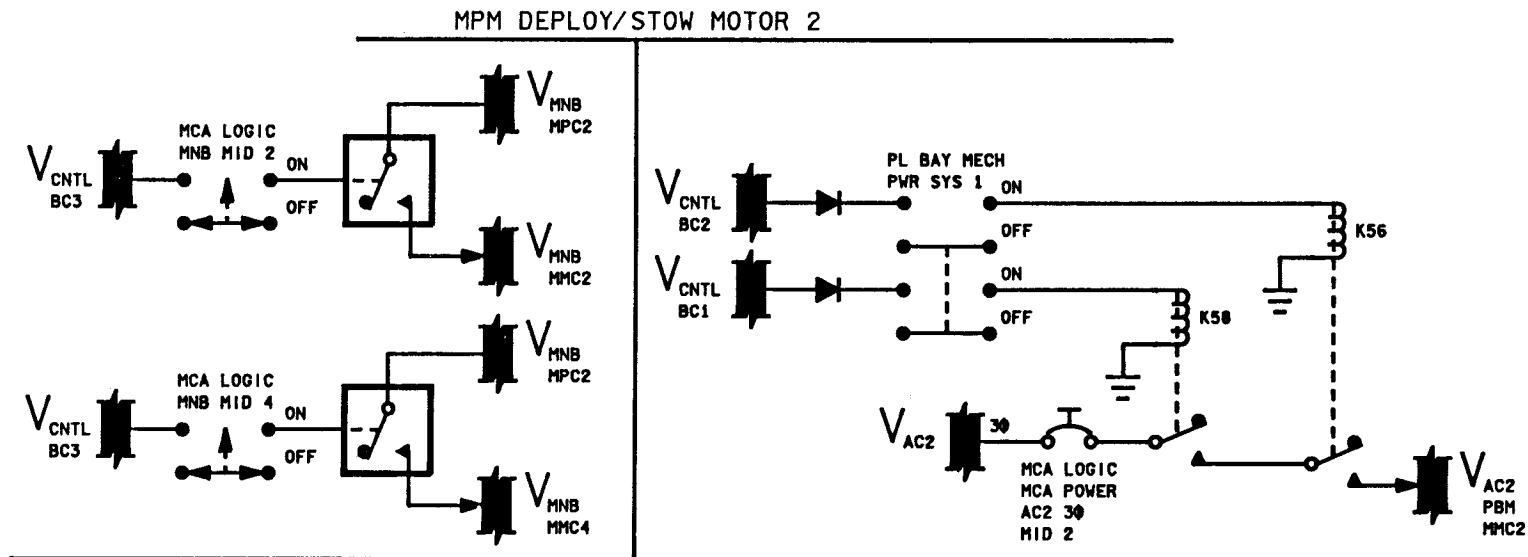 MPM DEPLOY/STOW MOTOR 2
V MNB
MPC2
MCA LOGIC
MNB MID 2
ON
V CNTL
BC3
OFF
V MNB
MMC2
V MNB
MPC2
MCA LOGIC
MNB MID 4
ON
V CNTL
BC3
OFF
V MNB
MMC4
PL BAY MECH
PWR SYS 1
ON
V CNTL
BC2
OFF
K56
ON
V CNTL
BC1
OFF
K58
V AC2
3Φ
MCA LOGIC
MCA POWER
AC2 3Φ
MID 2
V AC2
PBM
MMC2